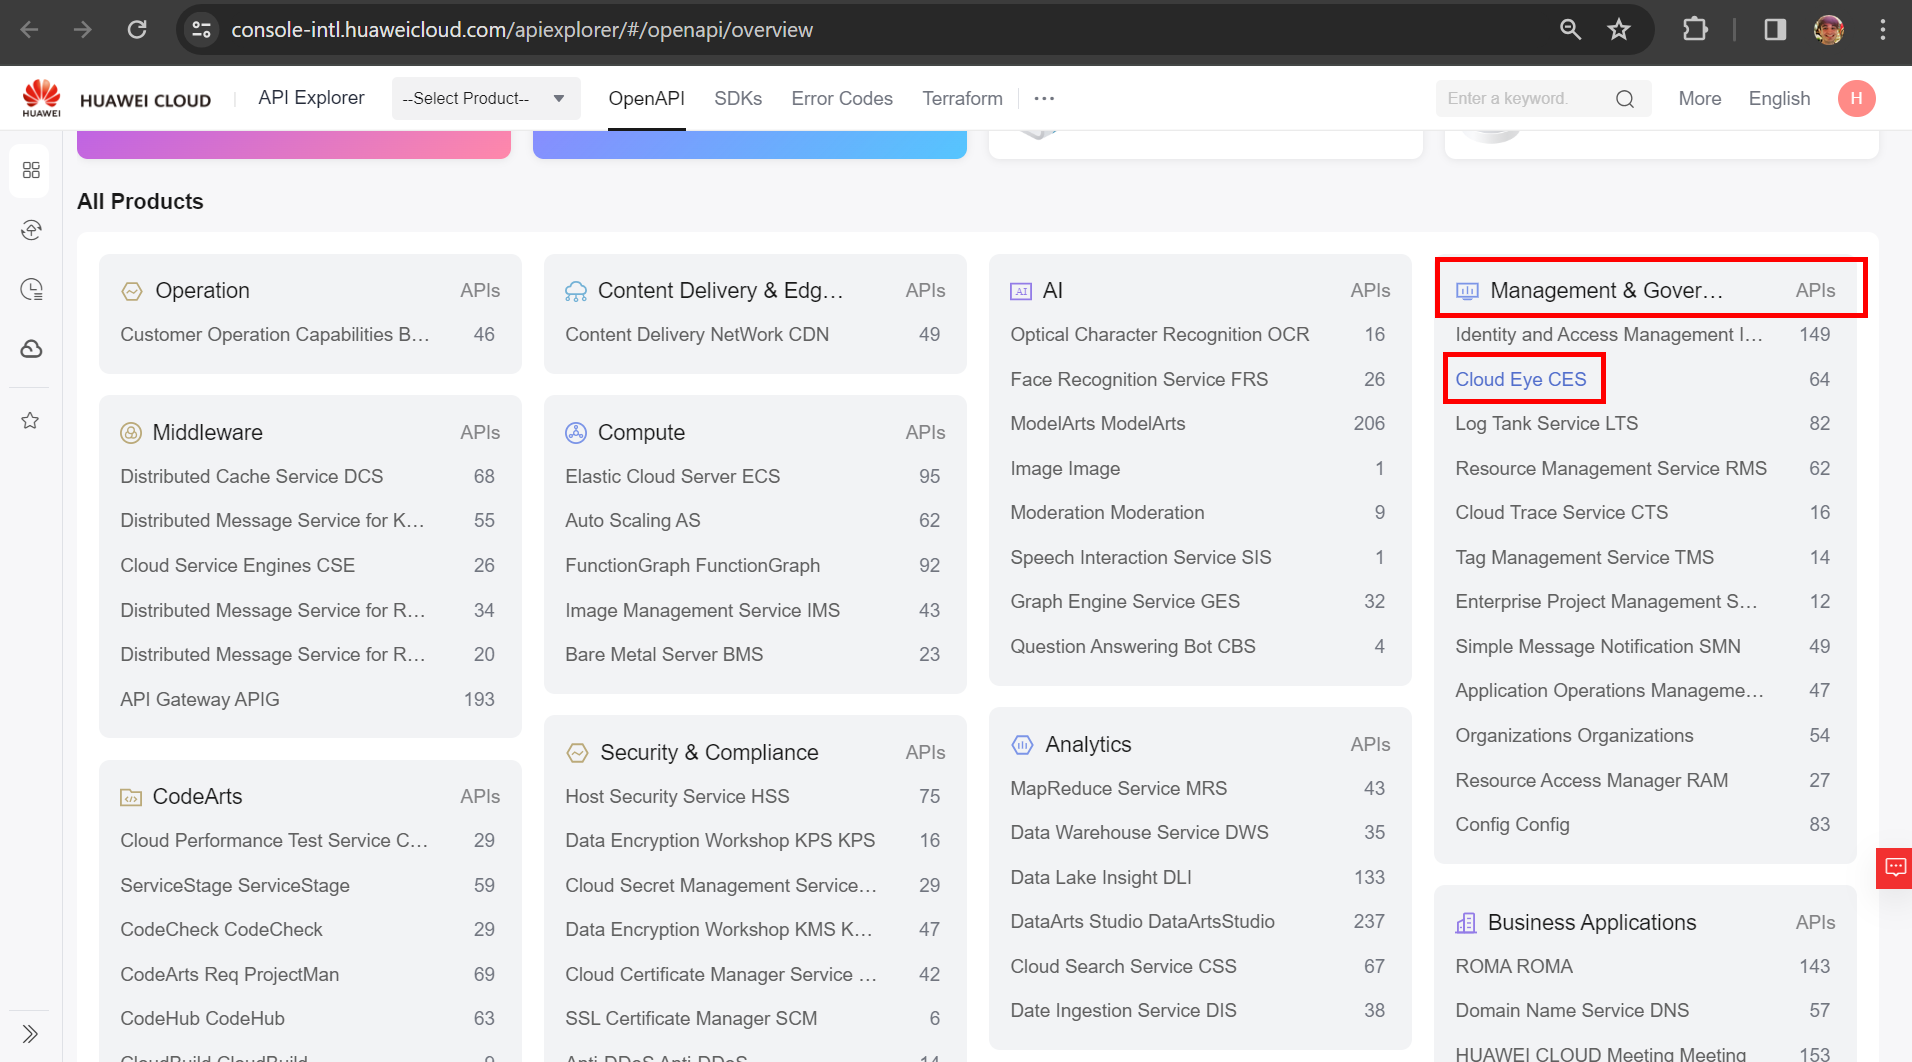 console-intl.huaweicloud.com/apiexplorer/#/openapi/overview
HUAWEI
HUAWEI CLOUD
API Explorer
--Select Product--
OpenAPI
SDKs
Error Codes
Terraform
Enter a keyword.
More
English
H
All Products
Operation APIs
Customer Operation Capabilities B... 46
Middleware APIs
Distributed Cache Service DCS 68
Distributed Message Service for K... 55
Cloud Service Engines CSE 26
Distributed Message Service for R... 34
Distributed Message Service for R... 20
API Gateway APIG 193
CodeArts APIs
Cloud Performance Test Service C... 29
ServiceStage ServiceStage 59
CodeCheck CodeCheck 29
CodeArts Req ProjectMan 69
CodeHub CodeHub 63
CloudBuild CloudBuild 9
Content Delivery & Edg... APIs
Content Delivery NetWork CDN 49
Compute APIs
Elastic Cloud Server ECS 95
Auto Scaling AS 62
FunctionGraph FunctionGraph 92
Image Management Service IMS 43
Bare Metal Server BMS 23
Security & Compliance APIs
Host Security Service HSS 75
Data Encryption Workshop KPS KPS 16
Cloud Secret Management Service... 29
Data Encryption Workshop KMS K... 47
Cloud Certificate Manager Service ... 42
SSL Certificate Manager SCM 6
Anti-DDoS Anti-DDoS 14
AI APIs
Optical Character Recognition OCR 16
Face Recognition Service FRS 26
ModelArts ModelArts 206
Image Image 1
Moderation Moderation 9
Speech Interaction Service SIS 1
Graph Engine Service GES 32
Question Answering Bot CBS 4
Analytics APIs
MapReduce Service MRS 43
Data Warehouse Service DWS 35
Data Lake Insight DLI 133
DataArts Studio DataArtsStudio 237
Cloud Search Service CSS 67
Date Ingestion Service DIS 38
Management & Gover... APIs
Identity and Access Management I... 149
Cloud Eye CES 64
Log Tank Service LTS 82
Resource Management Service RMS 62
Cloud Trace Service CTS 16
Tag Management Service TMS 14
Enterprise Project Management S... 12
Simple Message Notification SMN 49
Application Operations Manageme... 47
Organizations Organizations 54
Resource Access Manager RAM 27
Config Config 83
Business Applications APIs
ROMA ROMA 143
Domain Name Service DNS 57
HUAWEI CLOUD Meeting Meeting 153